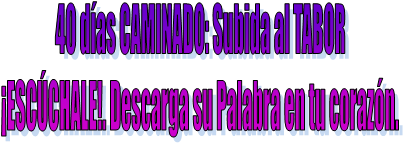 40 días CAMINADO: Subida al TABOR
¡ESCÚCHALE!. Descarga su Palabra en tu corazón.